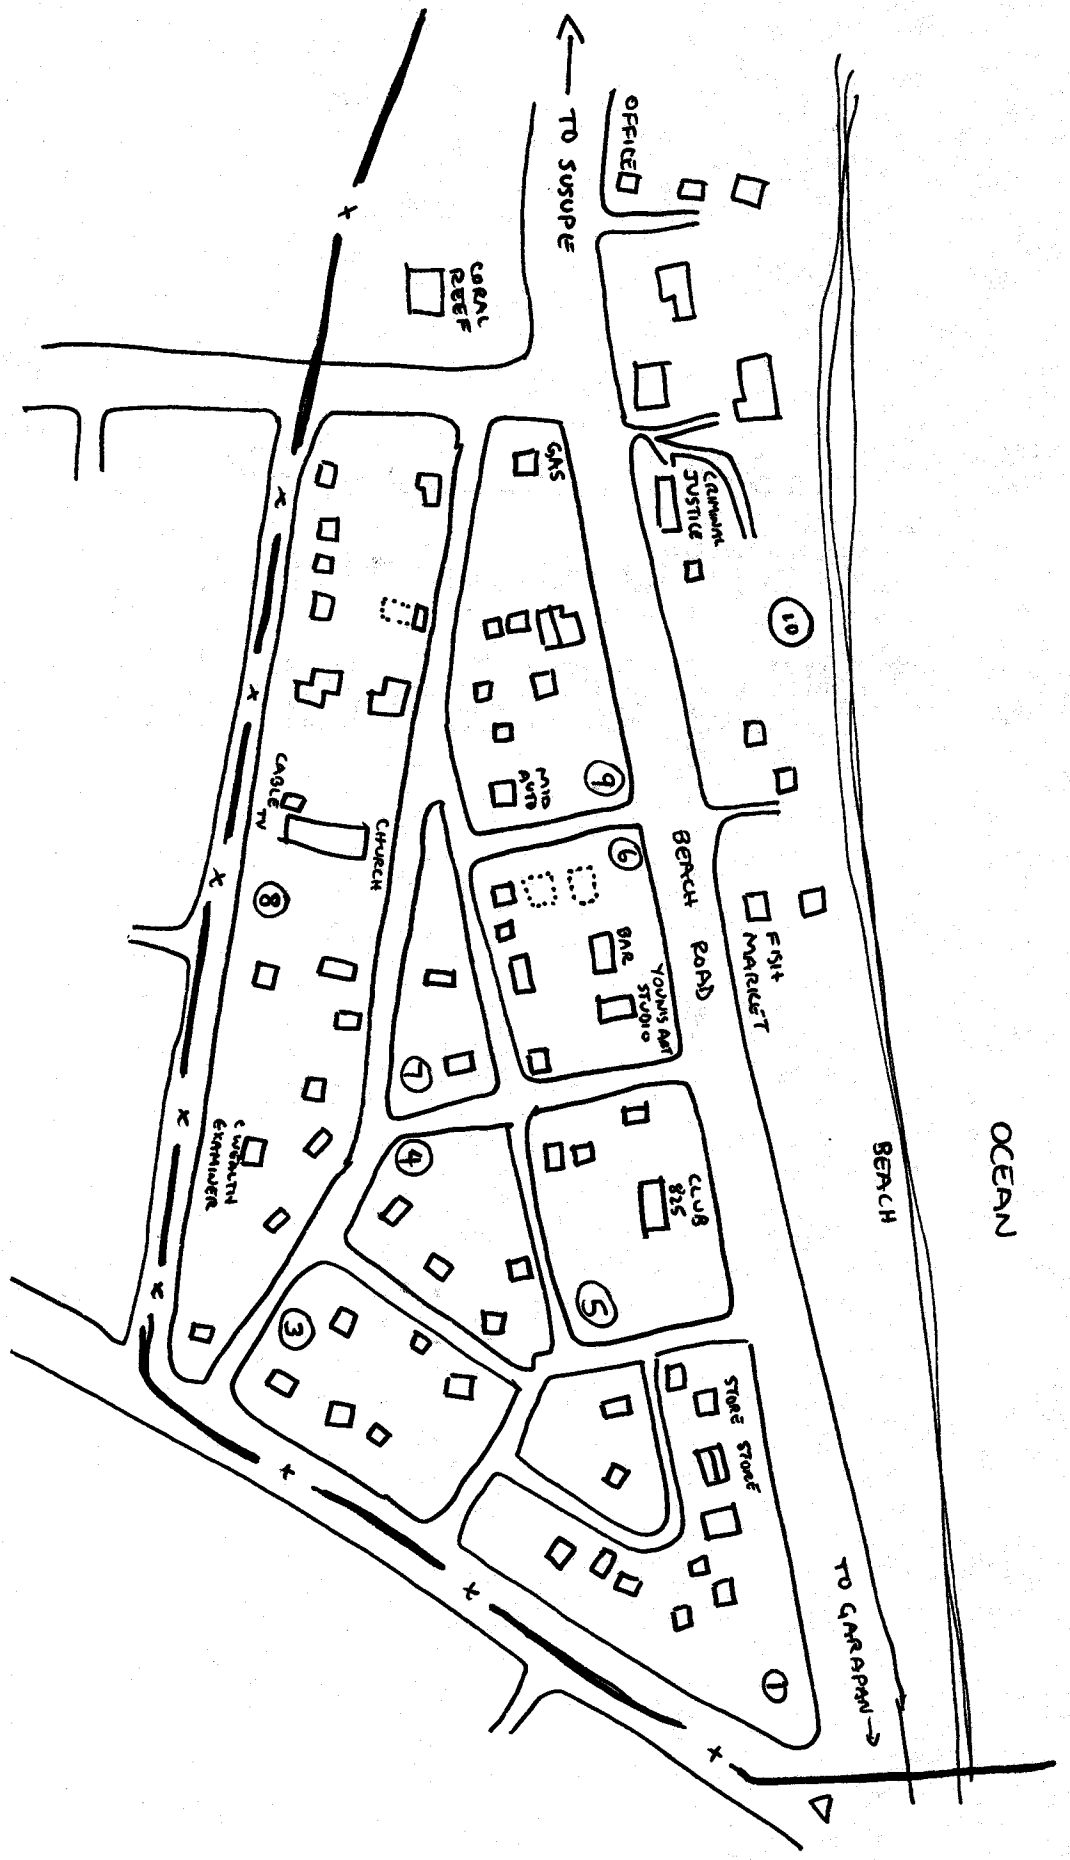 ← TO SUSUPE
OFFICE
CORAL
REEF
GAS
CRIMINAL
JUSTICE
10
9
MID
AUTO
CABLE TV
CHURCH
8
6
BAR
YOUNIS ART
STUDIO
BEACH ROAD
FISH
MARKET
7
C WEALTH
EXAMINER
4
CLUB
825
5
3
STORE
STORE
1
BEACH
OCEAN
TO GARAPAN →